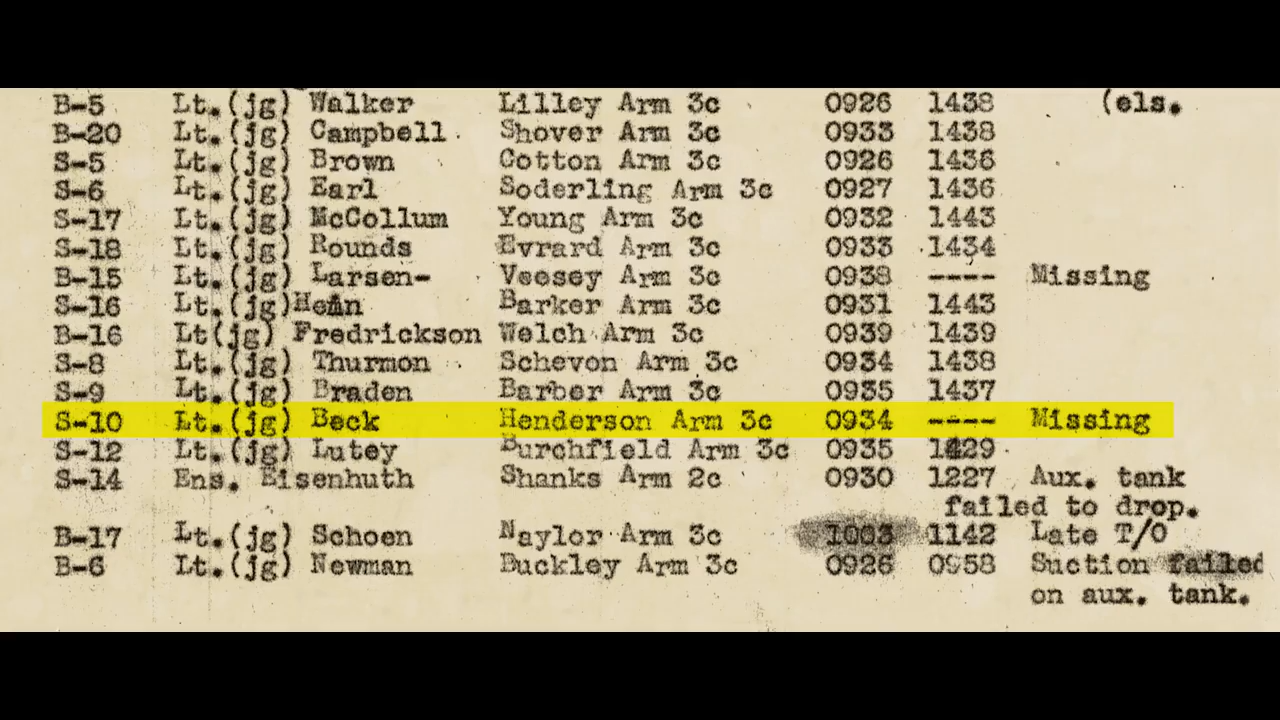 B-5 Lt.(jg) Walker Lilley Arm 3c 0926 1438 (els.
B-20 Lt.(jg) Campbell Shover Arm 3c 0933 1438
S-5 Lt.(jg) Brown Cotton Arm 3c 0926 1436
S-6 Lt.(jg) Earl Soderling Arm 3c 0927 1436
S-17 Lt.(jg) McCollum Young Arm 3c 0932 1443
S-18 Lt.(jg) Rounds Evrard Arm 3c 0933 1434
B-15 Lt.(jg) Larsen- Veesey Arm 3c 0938 ---- Missing
S-16 Lt.(jg) Barker Arm 3c 0931 1443
B-16 Lt(jg) Fredrickson Welch Arm 3c 0939 1439
S-8 Lt.(jg) Thurmon Schevon Arm 3c 0934 1438
S-9 Lt.(jg) Braden Barber Arm 3c 0935 1437
S-10 Lt.(jg) Beck Henderson Arm 3c 0934 ---- Missing
S-12 Lt.(jg) Lutey Burchfield Arm 3c 0935 1429
S-14 Ens. Eisenhuth Shanks Arm 2c 0930 1227 Aux. tank
failed to drop.
B-17 Lt.(jg) Schoen Naylor Arm 3c 1003 1142 Late T/O
B-6 Lt.(jg) Newman Buckley Arm 3c 0926 0958 Suction failed
on aux. tank.